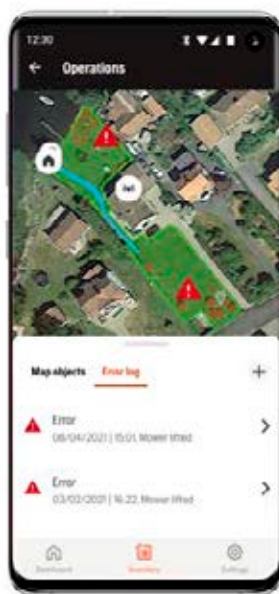 12:30
Operations
Map objects
Error log
Error
08/04/2021 | 15:01, Mower lifted
Error
03/02/2021 | 16:22, Mower lifted
Dashboard
Inventory
Settings